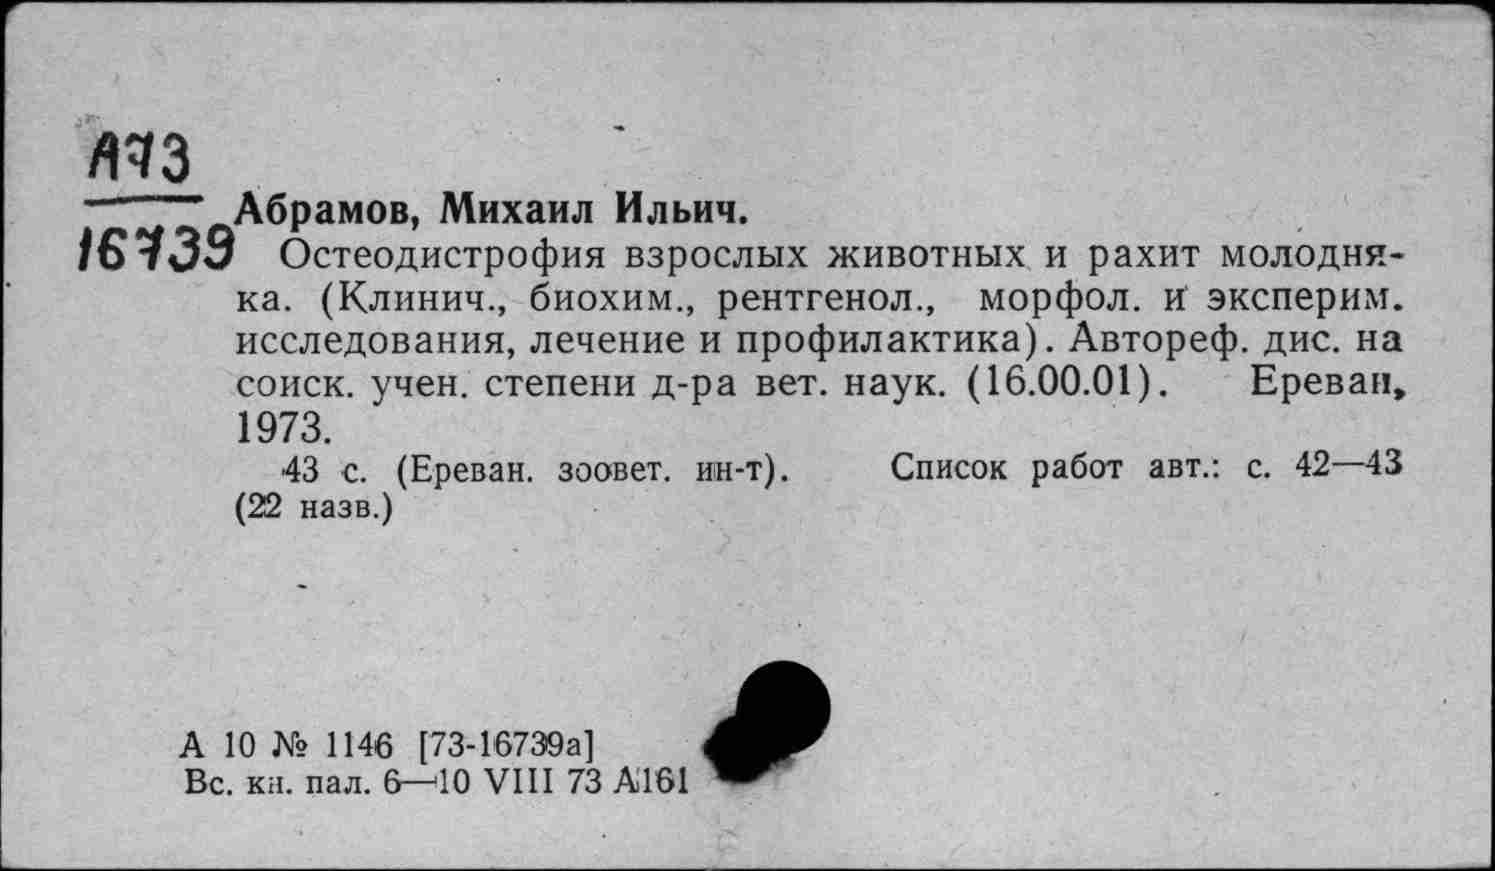 А73
16739
Абрамов, Михаил Ильич.
Остеодистрофия взрослых животных и рахит молодня-
ка. (Клинич., биохим., рентгенол., морфол. и эксперим.
исследования, лечение и профилактика). Автореф. дис. на
соиск. учен. степени д-ра вет. наук. (16.00.01). Ереван,
1973.
43 с. (Ереван. зоовет. ин-т). Список работ авт.: с. 42—43
(22 назв.)
А 10 № 1146 [73-16739а]
Вс. кн. пал. 6—10 VIII 73 А161